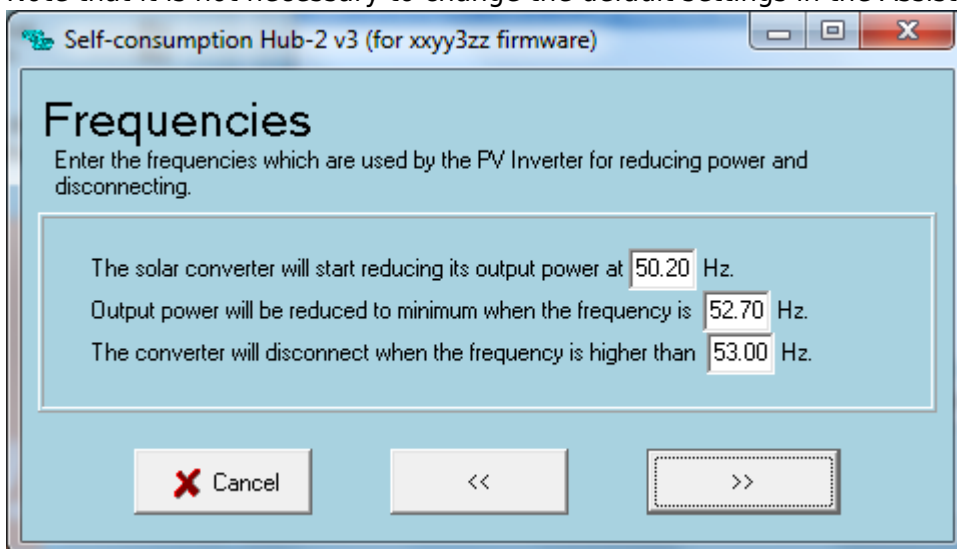 Note that it is not necessary to change the default settings in the Assist
Self-consumption Hub-2 v3 (for xxyy3zz firmware)
Frequencies
Enter the frequencies which are used by the PV Inverter for reducing power and
disconnecting.
The solar converter will start reducing its output power at 50.20 Hz.
Output power will be reduced to minimum when the frequency is 52.70 Hz.
The converter will disconnect when the frequency is higher than 53.00 Hz.
Cancel << >>